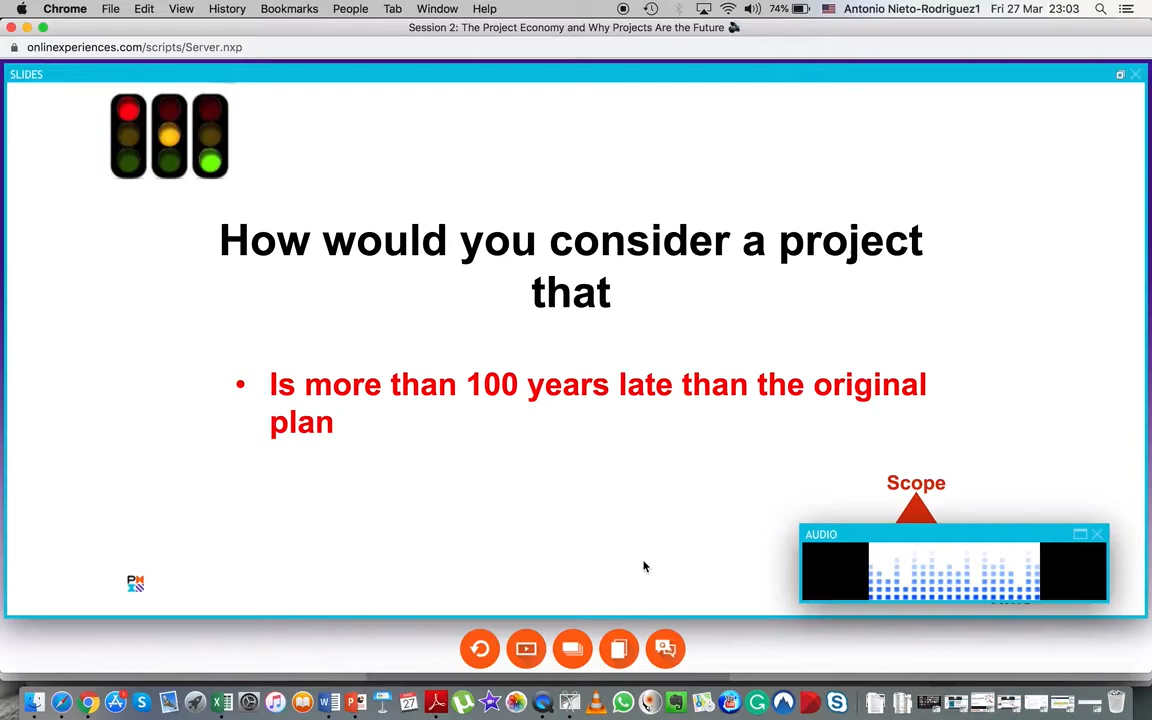 Chrome File Edit View History Bookmarks People Tab Window Help 74% Antonio Nieto-Rodriguez1 Fri 27 Mar 23:03
Session 2: The Project Economy and Why Projects Are the Future
onlinexperiences.com/scripts/Server.nxp
SLIDES
How would you consider a project
that
• Is more than 100 years late than the original
plan
Scope
AUDIO